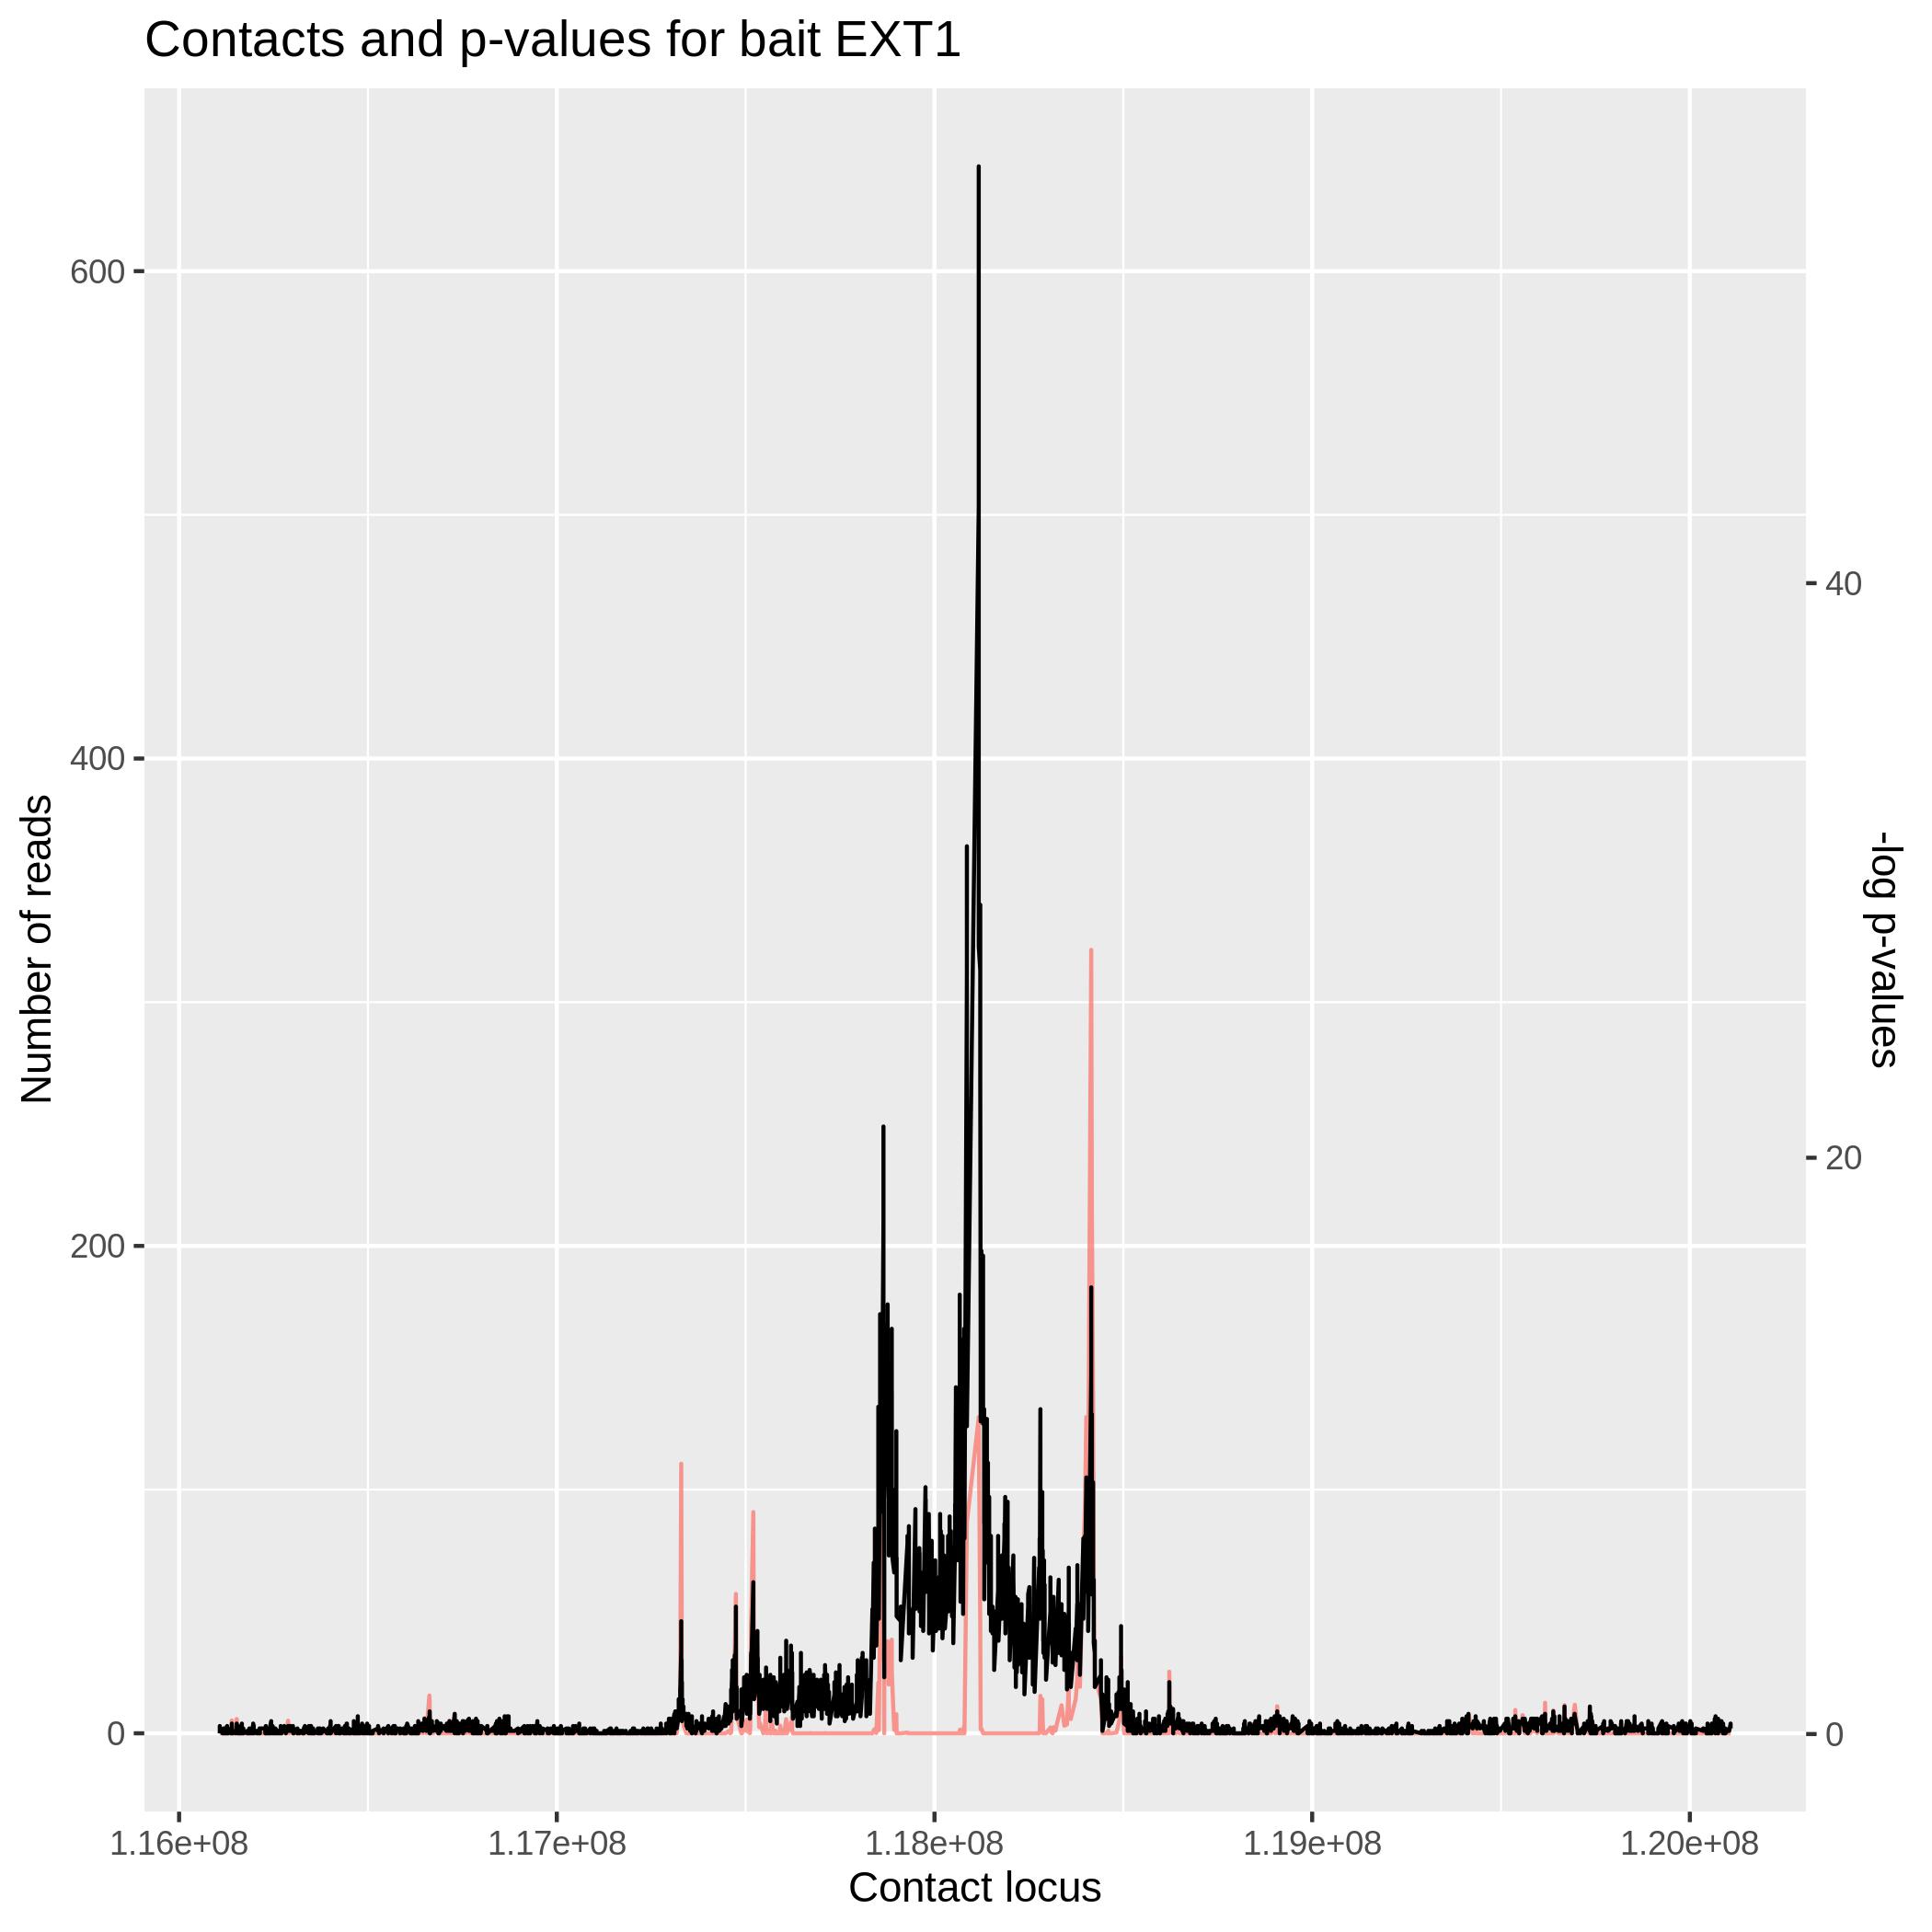 Contacts and p-values for bait EXT1
600
400
200
0
Number of reads
40
20
0
-log p-values
1.16e+08
1.17e+08
1.18e+08
1.19e+08
1.20e+08
Contact locus